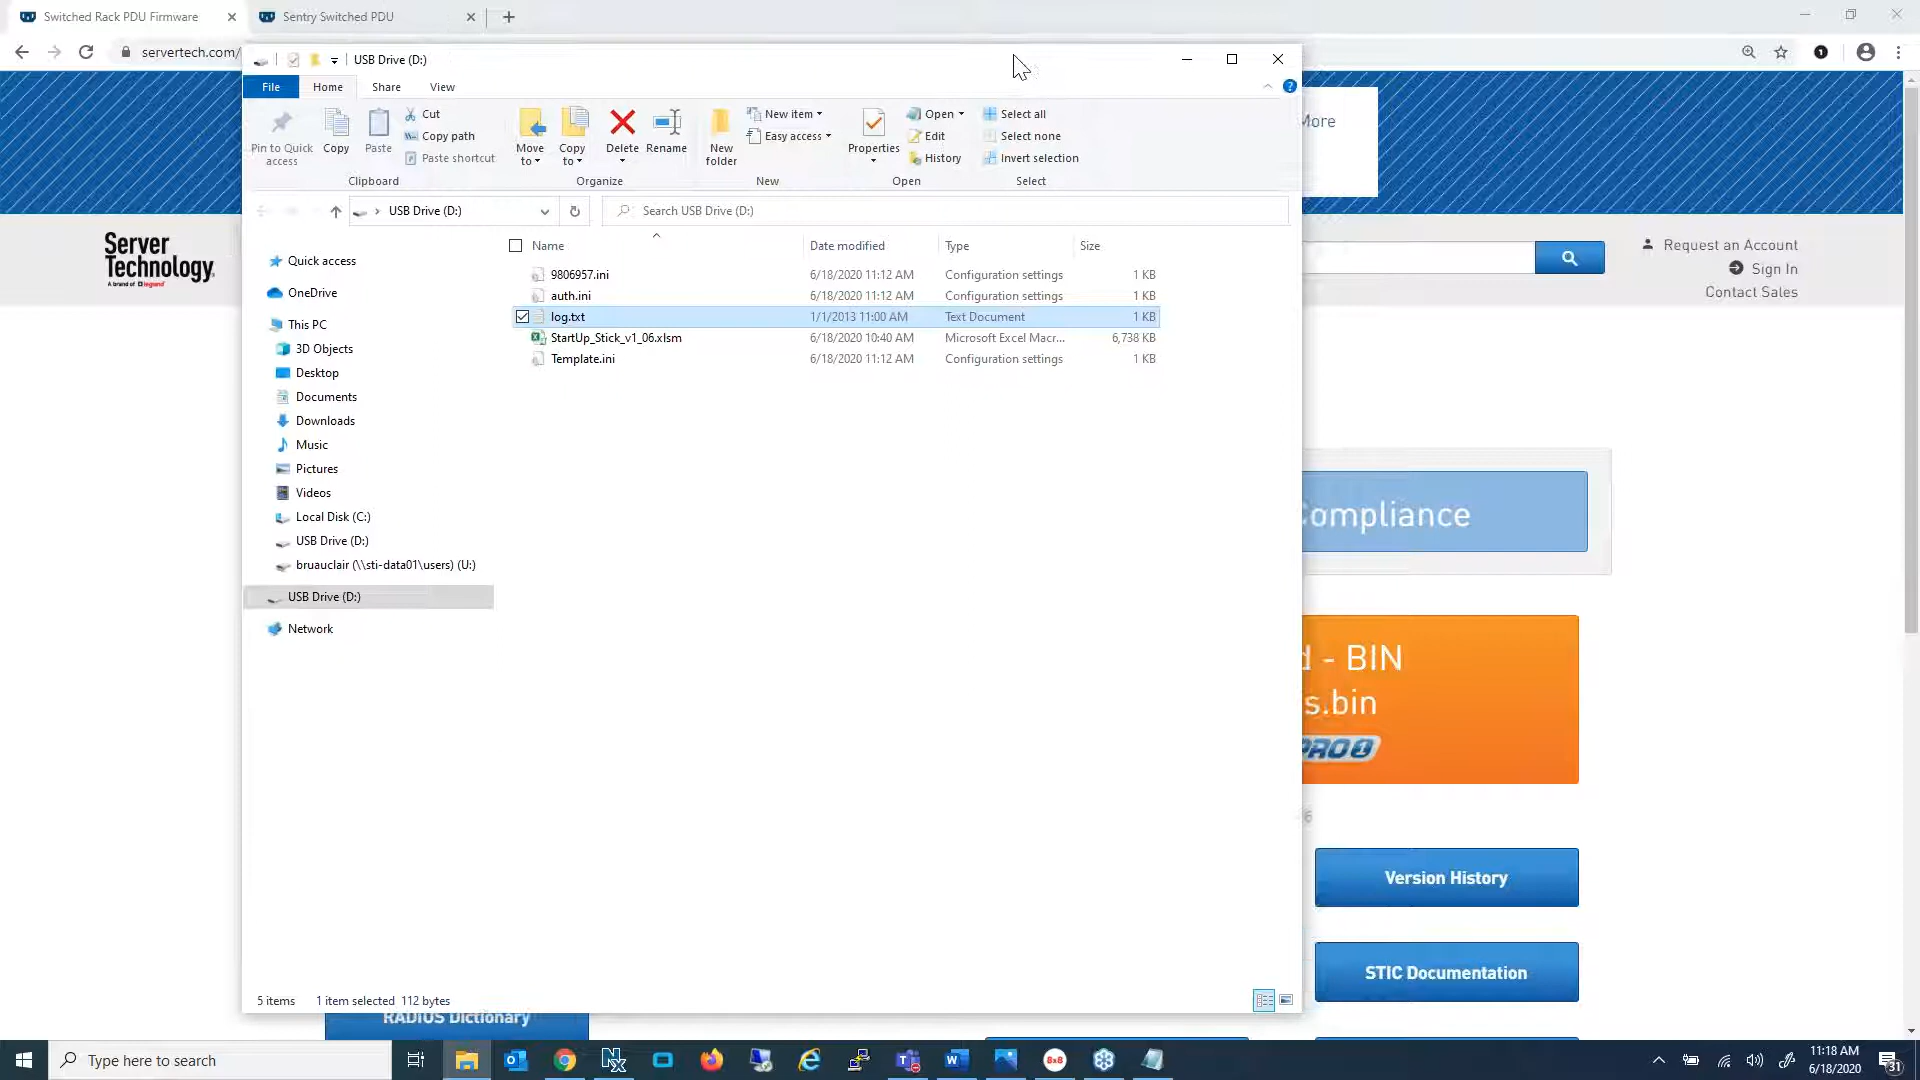 Switched Rack PDU Firmware
Sentry Switched PDU
servertech.com/
USB Drive (D:)
File
Home
Share
View
Pin to Quick access
Copy
Paste
Cut
Copy path
Paste shortcut
Move to
Copy to
Delete
Rename
New folder
New item
Easy access
Properties
Open
Edit
History
Select all
Select none
Invert selection
Clipboard
Organize
New
Open
Select
More
USB Drive (D:)
Search USB Drive (D:)
Server Technology
A brand of legrand
Request an Account
Sign In
Contact Sales
Name
Date modified
Type
Size
9806957.ini 6/18/2020 11:12 AM Configuration settings 1 KB
auth.ini 6/18/2020 11:12 AM Configuration settings 1 KB
log.txt 1/1/2013 11:00 AM Text Document 1 KB
StartUp_Stick_v1_06.xlsm 6/18/2020 10:40 AM Microsoft Excel Macr... 6,738 KB
Template.ini 6/18/2020 11:12 AM Configuration settings 1 KB
Quick access
OneDrive
This PC
3D Objects
Desktop
Documents
Downloads
Music
Pictures
Videos
Local Disk (C:)
USB Drive (D:)
bruauclair (\\sti-data01\users) (U:)
USB Drive (D:)
Network
Compliance
- BIN
s.bin
PRO1
Version History
STIC Documentation
5 items
1 item selected 112 bytes
RADIUS Dictionary
Type here to search
8x8
11:18 AM
6/18/2020
31